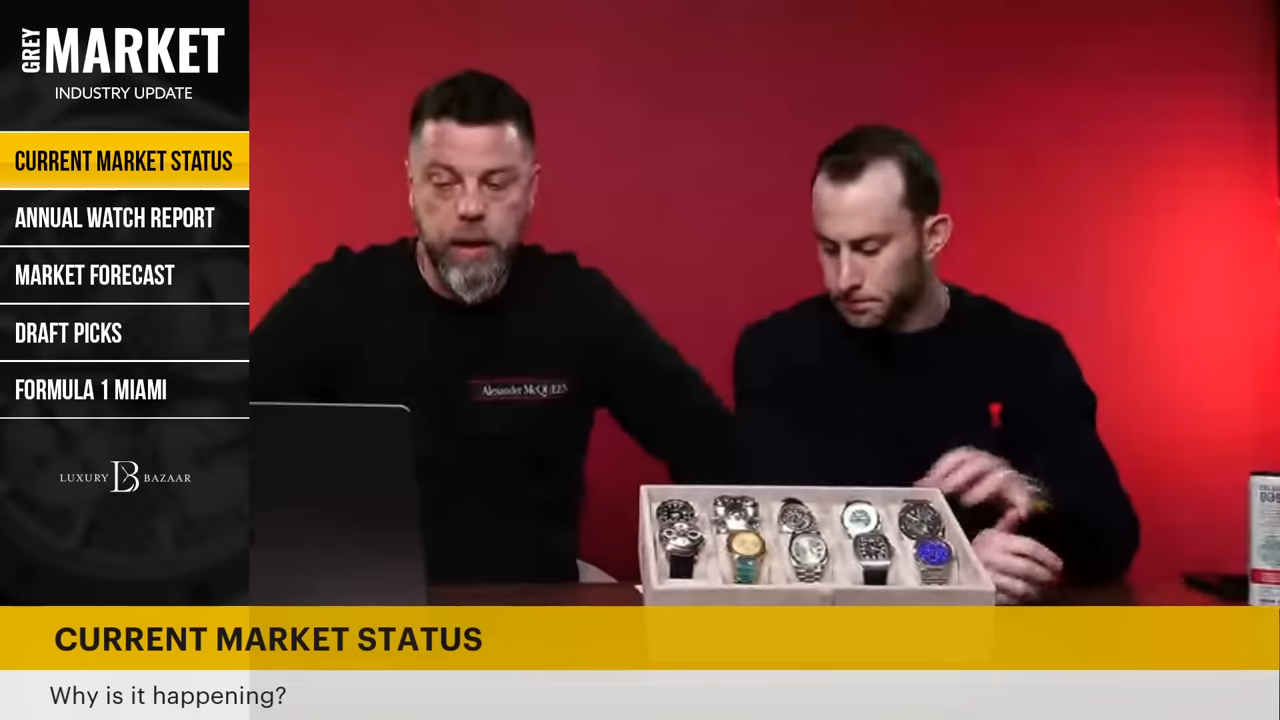 GREY
MARKET
INDUSTRY UPDATE
CURRENT MARKET STATUS
ANNUAL WATCH REPORT
MARKET FORECAST
DRAFT PICKS
FORMULA 1 MIAMI
LUXURY LB BAZAAR
Alexander McQUEEN
CURRENT MARKET STATUS
Why is it happening?